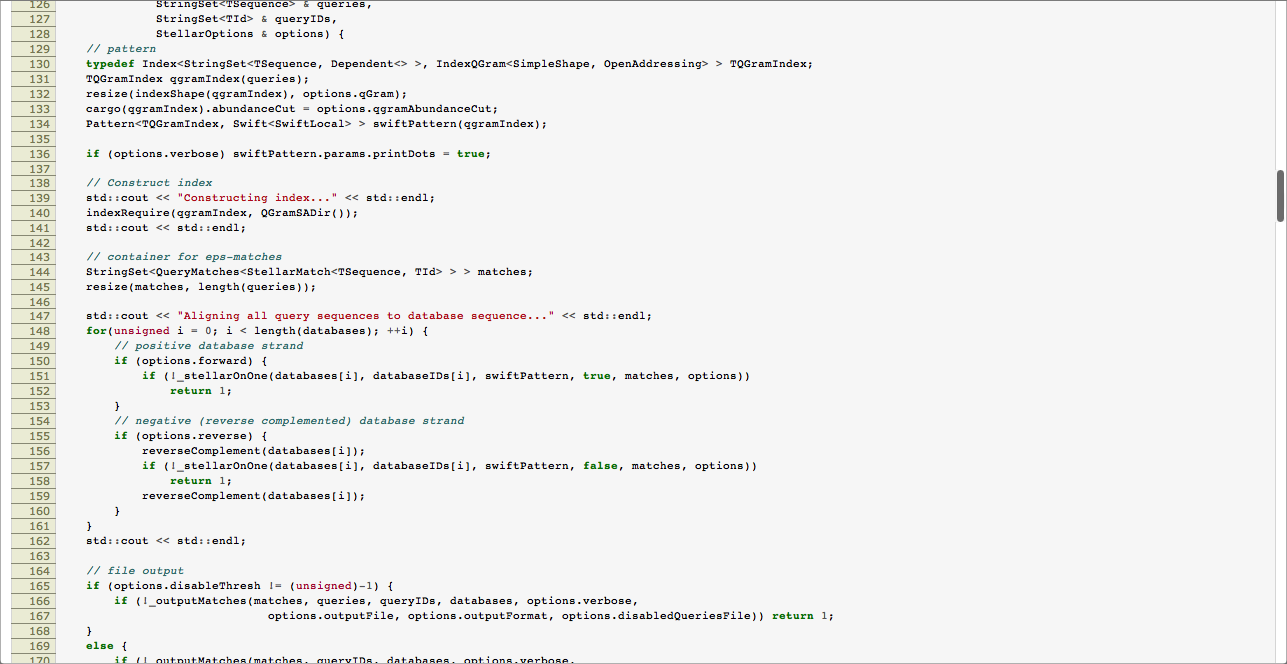 126 StringSet<TSequence> & queries,
127 StringSet<TId> & queryIDs,
128 StellarOptions & options) {
129 // pattern
130 typedef Index<StringSet<TSequence, Dependent<> >, IndexQGram<SimpleShape, OpenAddressing> > TQGramIndex;
131 TQGramIndex qgramIndex(queries);
132 resize(indexShape(qgramIndex), options.qGram);
133 cargo(qgramIndex).abundanceCut = options.qgramAbundanceCut;
134 Pattern<TQGramIndex, Swift<SwiftLocal> > swiftPattern(qgramIndex);
135
136 if (options.verbose) swiftPattern.params.printDots = true;
137
138 // Construct index
139 std::cout << "Constructing index..." << std::endl;
140 indexRequire(qgramIndex, QGramSADir());
141 std::cout << std::endl;
142
143 // container for eps-matches
144 StringSet<QueryMatches<StellarMatch<TSequence, TId> > > matches;
145 resize(matches, length(queries));
146
147 std::cout << "Aligning all query sequences to database sequence..." << std::endl;
148 for(unsigned i = 0; i < length(databases); ++i) {
149 // positive database strand
150 if (options.forward) {
151 if (!_stellarOnOne(databases[i], databaseIDs[i], swiftPattern, true, matches, options))
152 return 1;
153 }
154 // negative (reverse complemented) database strand
155 if (options.reverse) {
156 reverseComplement(databases[i]);
157 if (!_stellarOnOne(databases[i], databaseIDs[i], swiftPattern, false, matches, options))
158 return 1;
159 reverseComplement(databases[i]);
160 }
161 }
162 std::cout << std::endl;
163
164 // file output
165 if (options.disableThresh != (unsigned)-1) {
166 if (!_outputMatches(matches, queries, queryIDs, databases, options.verbose,
167 options.outputFile, options.outputFormat, options.disabledQueriesFile)) return 1;
168 }
169 else {
170 if (!_outputMatches(matches, queryIDs, databases, options.verbose,